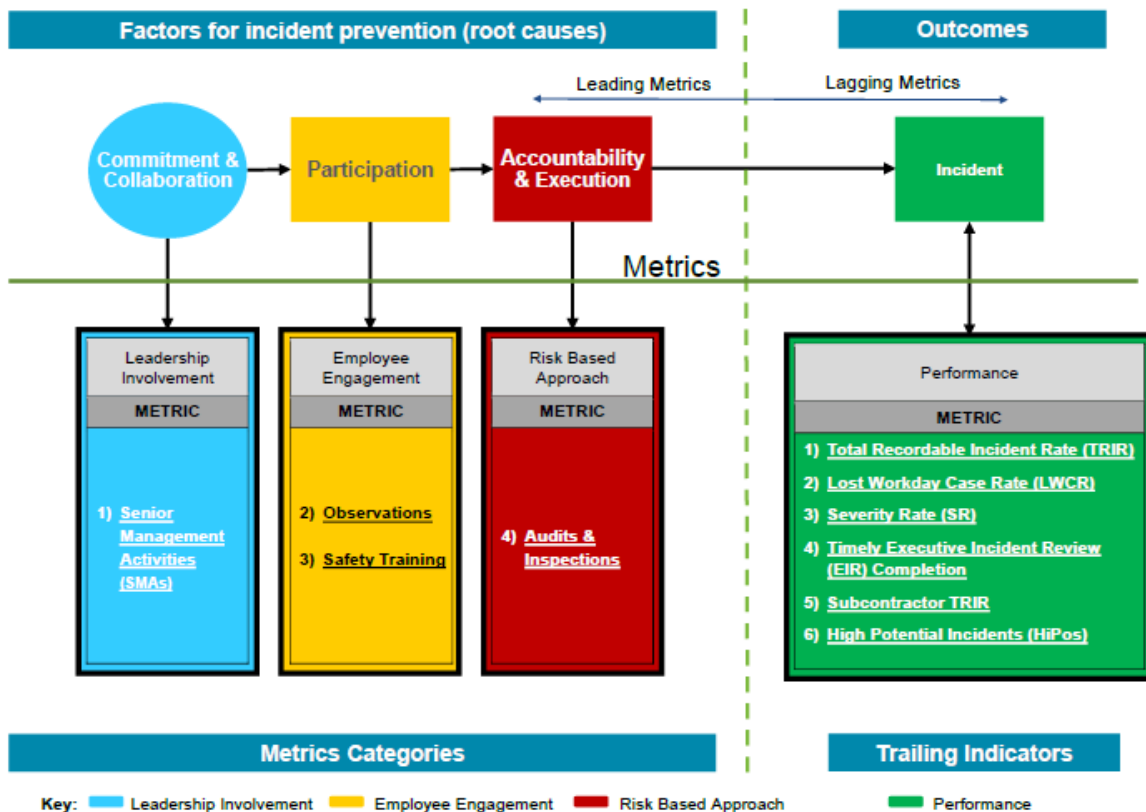 Factors for incident prevention (root causes)
Outcomes
Leading Metrics
Lagging Metrics
Commitment &
Collaboration
Participation
Accountability
& Execution
Incident
Metrics
Leadership
Involvement
METRIC
1) Senior
Management
Activities
(SMAs)
Employee
Engagement
METRIC
2) Observations
3) Safety Training
Risk Based
Approach
METRIC
4) Audits &
Inspections
Performance
METRIC
1) Total Recordable Incident Rate (TRIR)
2) Lost Workday Case Rate (LWCR)
3) Severity Rate (SR)
4) Timely Executive Incident Review
(EIR) Completion
5) Subcontractor TRIR
6) High Potential Incidents (HiPos)
Metrics Categories
Trailing Indicators
Key: Leadership Involvement Employee Engagement Risk Based Approach Performance